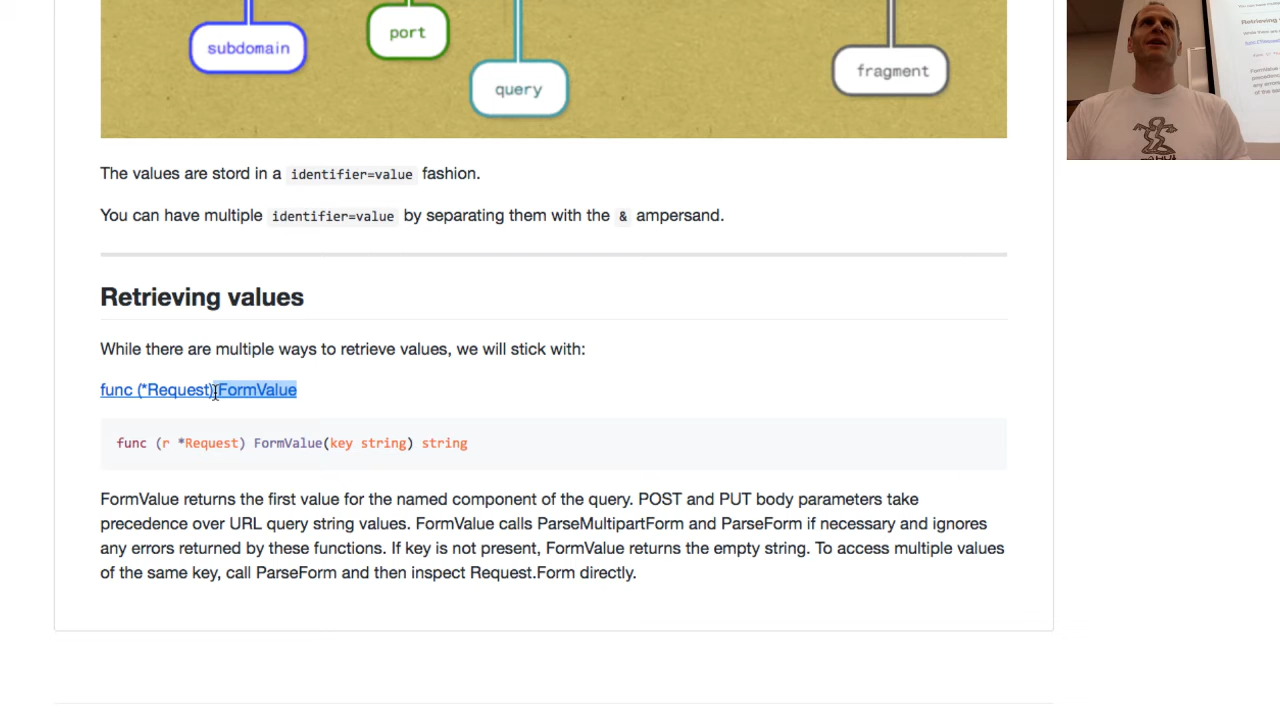 subdomain
port
query
fragment
The values are stord in a identifier=value fashion.
You can have multiple identifier=value by separating them with the & ampersand.
Retrieving values
While there are multiple ways to retrieve values, we will stick with:
func (*Request) FormValue
func (r *Request) FormValue(key string) string
FormValue returns the first value for the named component of the query. POST and PUT body parameters take
precedence over URL query string values. FormValue calls ParseMultipartForm and ParseForm if necessary and ignores
any errors returned by these functions. If key is not present, FormValue returns the empty string. To access multiple values
of the same key, call ParseForm and then inspect Request.Form directly.